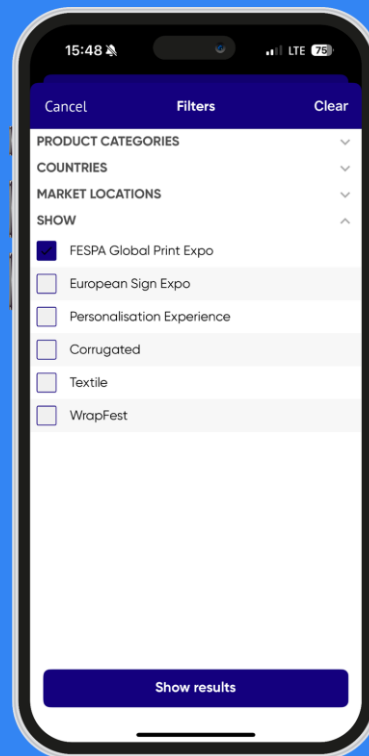 15:48 LTE 75
Cancel Filters Clear
PRODUCT CATEGORIES
COUNTRIES
MARKET LOCATIONS
SHOW
FESPA Global Print Expo
European Sign Expo
Personalisation Experience
Corrugated
Textile
WrapFest
Show results